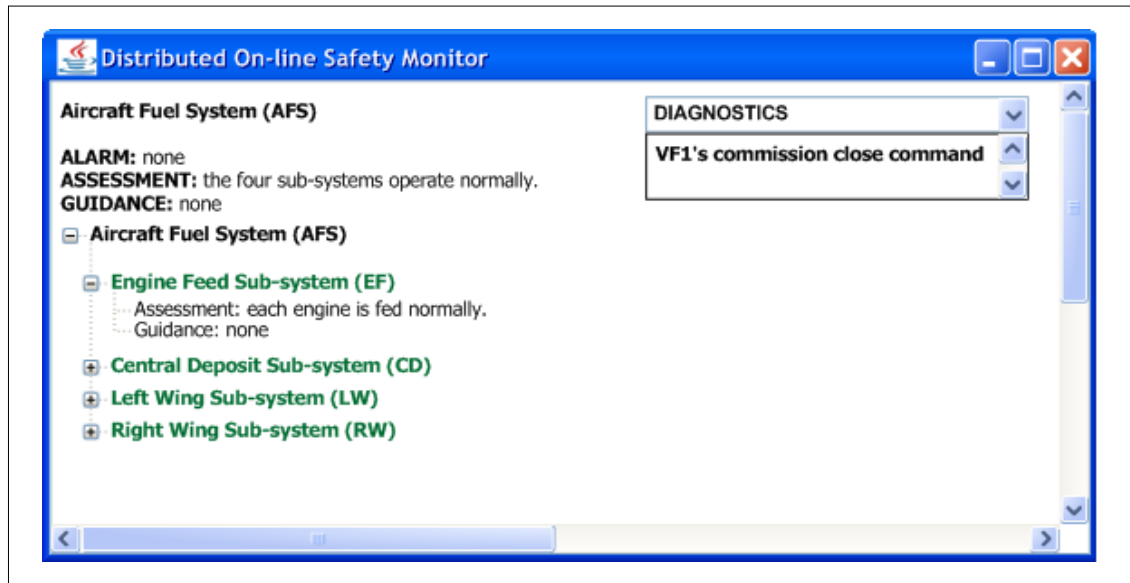 Distributed On-line Safety Monitor
Aircraft Fuel System (AFS)
DIAGNOSTICS
VF1's commission close command
ALARM: none
ASSESSMENT: the four sub-systems operate normally.
GUIDANCE: none
Aircraft Fuel System (AFS)
Engine Feed Sub-system (EF)
Assessment: each engine is fed normally.
Guidance: none
Central Deposit Sub-system (CD)
Left Wing Sub-system (LW)
Right Wing Sub-system (RW)